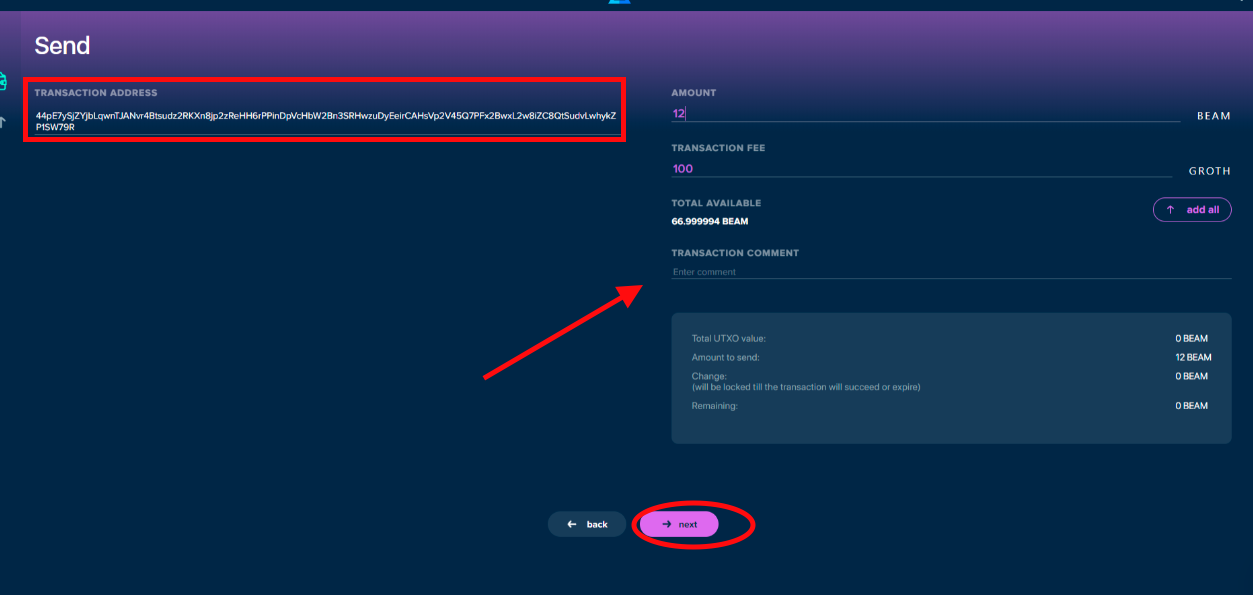 Send
TRANSACTION ADDRESS
44pE7ySjZYjbLqwnTJANvr4Btsudz2RKXn8jp2zReHH6rPPinDpVcHbW2Bn3SRHwzuDyEeirCAHsVp2V45Q7PFx2BwxL2w8iZC8QtSudvLwhykZ
P1SW79R
AMOUNT
12
BEAM
TRANSACTION FEE
100
GROTH
TOTAL AVAILABLE
66.999994 BEAM
↑ add all
TRANSACTION COMMENT
Enter comment
Total UTXO value: 0 BEAM
Amount to send: 12 BEAM
Change: 0 BEAM
(will be locked till the transaction will succeed or expire)
Remaining: 0 BEAM
← back
→ next